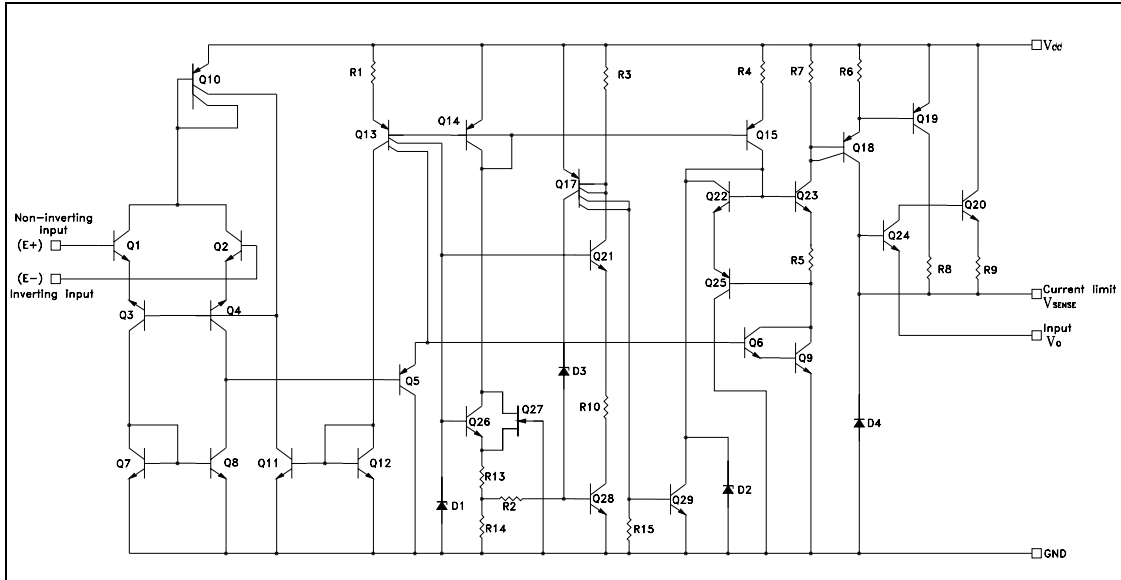 Vcc
R1
R3
R4
R7
R6
Q10
Q13
Q14
Q15
Q18
Q19
Q17
Q22
Q23
Q20
Non-inverting
input
(E+)
Q1
Q2
Q24
Q21
R5
(E-)
Inverting input
Q25
R8
R9
Current limit
VSENSE
Q3
Q4
Input
Vo
Q6
Q9
Q5
D3
Q26
Q27
R10
D4
Q7
Q8
Q11
Q12
R13
D1
R2
R14
Q28
R15
Q29
D2
GND